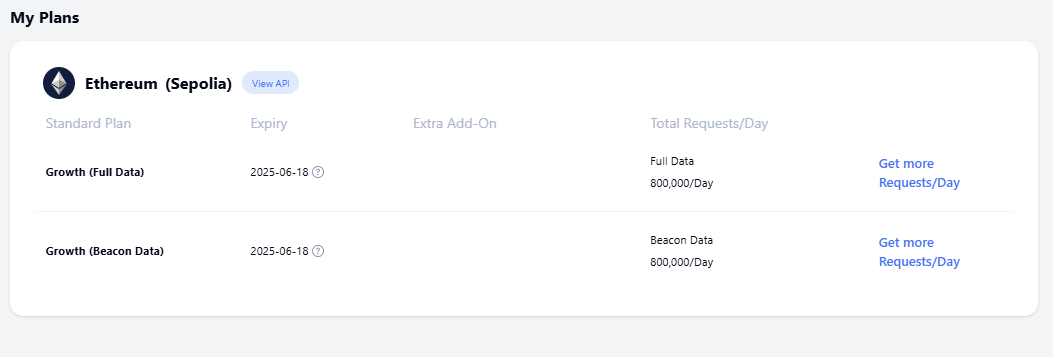 My Plans
Ethereum (Sepolia) View API
Standard Plan Expiry Extra Add-On Total Requests/Day
Growth (Full Data) 2025-06-18 ? Full Data
800,000/Day
Get more
Requests/Day
Growth (Beacon Data) 2025-06-18 ? Beacon Data
800,000/Day
Get more
Requests/Day